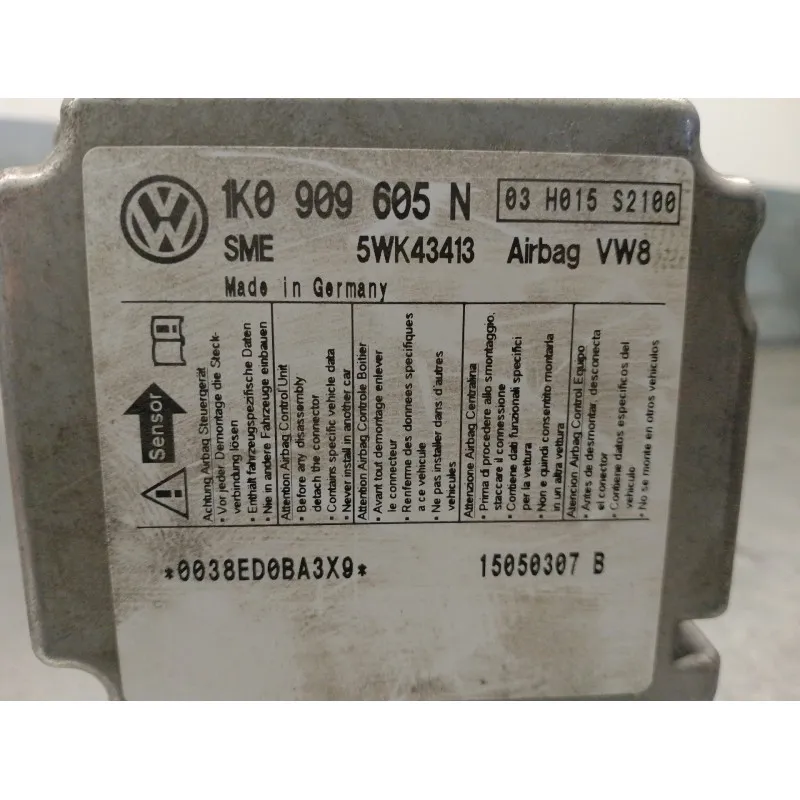 1K0 909 605 N 03 H015 S2100
SME 5WK43413 Airbag VW8
Made in Germany
Sensor
Achtung Airbag Steuergerät
• Vor jeder Demontage die Steck-
verbindung lösen
• Enthält fahrzeugspezifische Daten
• Nie in andere Fahrzeuge einbauen
Attention Airbag Control Unit
• Before any disassembly
detach the connector
• Contains specific vehicle data
• Never install in another car
Attention Airbag Controle Boitier
• Avant tout demontage enlever
le connecteur
• Renferme des donnees specifiques
a ce vehicule
• Ne pas installer dans d'autres
vehicules
Attenzione Airbag Centralina
• Prima di procedere allo smontaggio,
staccare il connessione
• Contiene dati funzionali specifici
per la vettura
• Non e quindi consentite montarla
in un altra vettura
Atencion Airbag Control Equipo
• Antes de desmontar, desconecta
el conector
• Contiene datos especificos del
vehiculo
• No se monte en otros vehiculos
*0038ED0BA3X9* 15050307 B